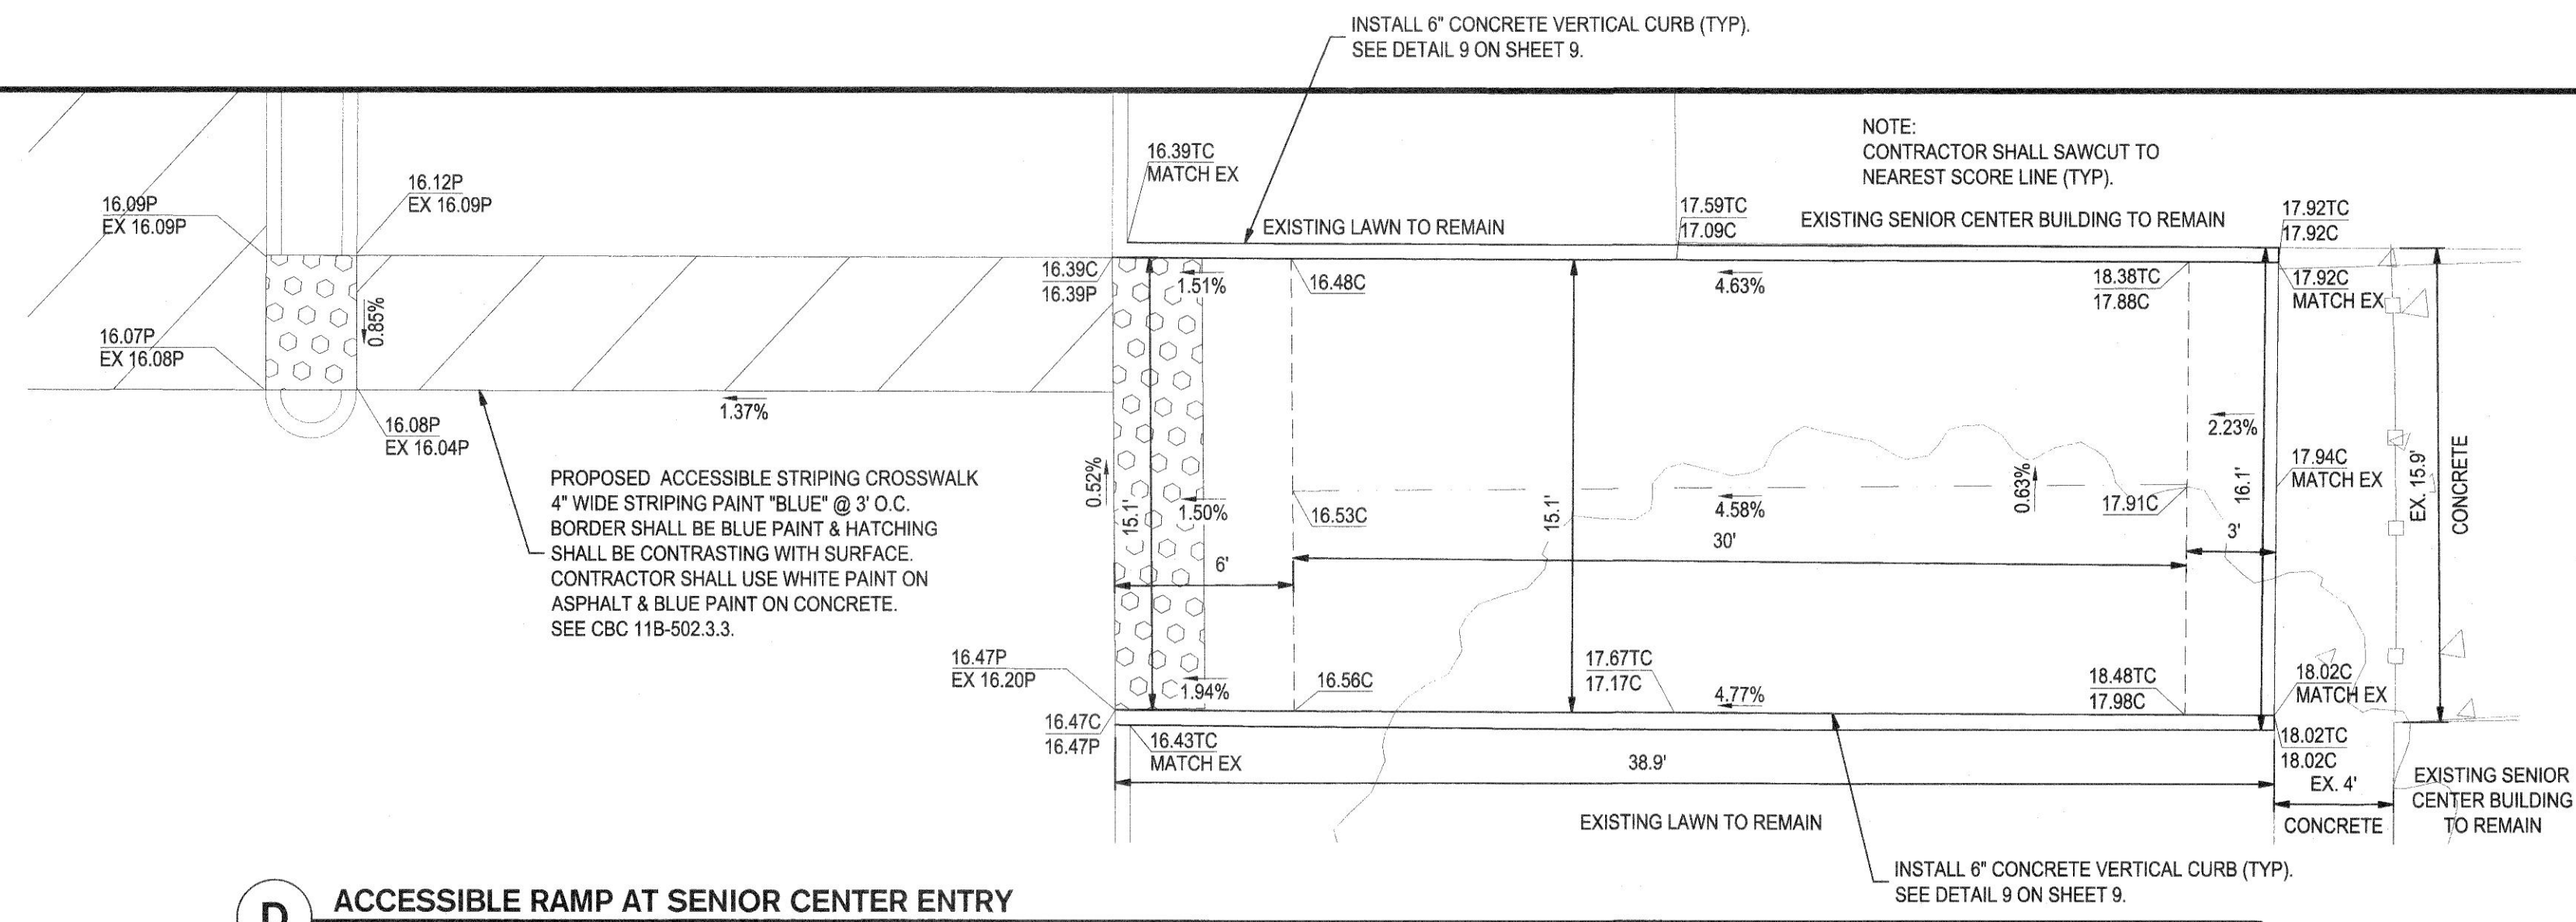 INSTALL 6" CONCRETE VERTICAL CURB (TYP).
SEE DETAIL 9 ON SHEET 9.
NOTE:
CONTRACTOR SHALL SAWCUT TO
NEAREST SCORE LINE (TYP).
16.39TC
MATCH EX
16.12P
EX 16.09P
16.09P
EX 16.09P
17.59TC
17.09C
EXISTING LAWN TO REMAIN
EXISTING SENIOR CENTER BUILDING TO REMAIN
17.92TC
17.92C
16.39C
16.39P
1.51%
16.48C
4.63%
18.38TC
17.88C
17.92C
MATCH EX
0.85%
16.07P
EX 16.08P
1.37%
16.08P
EX 16.04P
2.23%
PROPOSED ACCESSIBLE STRIPING CROSSWALK
4" WIDE STRIPING PAINT "BLUE" @ 3' O.C.
BORDER SHALL BE BLUE PAINT & HATCHING
SHALL BE CONTRASTING WITH SURFACE.
CONTRACTOR SHALL USE WHITE PAINT ON
ASPHALT & BLUE PAINT ON CONCRETE.
SEE CBC 11B-502.3.3.
0.52%
15.1'
1.50%
16.53C
15.1'
4.58%
0.63%
17.91C
16.1'
17.94C
MATCH EX
EX. 15.9'
CONCRETE
6'
30'
3'
16.47P
EX 16.20P
1.94%
16.56C
17.67TC
17.17C
4.77%
18.48TC
17.98C
18.02C
MATCH EX
16.47C
16.47P
16.43TC
MATCH EX
38.9'
18.02TC
18.02C
EX. 4'
CONCRETE
EXISTING SENIOR
CENTER BUILDING
TO REMAIN
EXISTING LAWN TO REMAIN
INSTALL 6" CONCRETE VERTICAL CURB (TYP).
SEE DETAIL 9 ON SHEET 9.
D
ACCESSIBLE RAMP AT SENIOR CENTER ENTRY